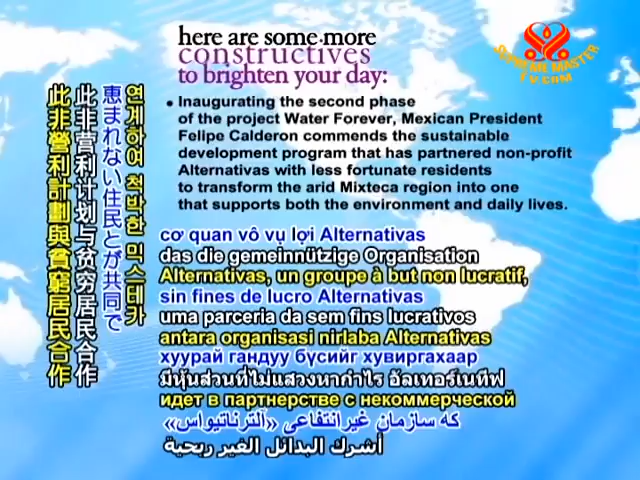 here are some more
constructives
to brighten your day:
SUPREME MASTER
TV.COM
• Inaugurating the second phase
of the project Water Forever, Mexican President
Felipe Calderon commends the sustainable
development program that has partnered non-profit
Alternativas with less fortunate residents
to transform the arid Mixteca region into one
that supports both the environment and daily lives.
연계하여 척박한 믹스테카
恵まれない住民とが共同で
此非营利计划与贫穷居民合作
此非營利計劃與貧窮居民合作
cơ quan vô vụ lợi Alternativas
das die gemeinnützige Organisation
Alternativas, un groupe à but non lucratif,
sin fines de lucro Alternativas
uma parceria da sem fins lucrativos
antara organisasi nirlaba Alternativas
хуурай гандуу бүсийг хувиргахаар
มีหุ้นส่วนที่ไม่แสวงหากำไร อัลเทอร์เนทีฟ
идет в партнерстве с некоммерческой
که سازمان غیرانتفاعی «آلترناتیواس»
أشرك البدائل الغير ربحية